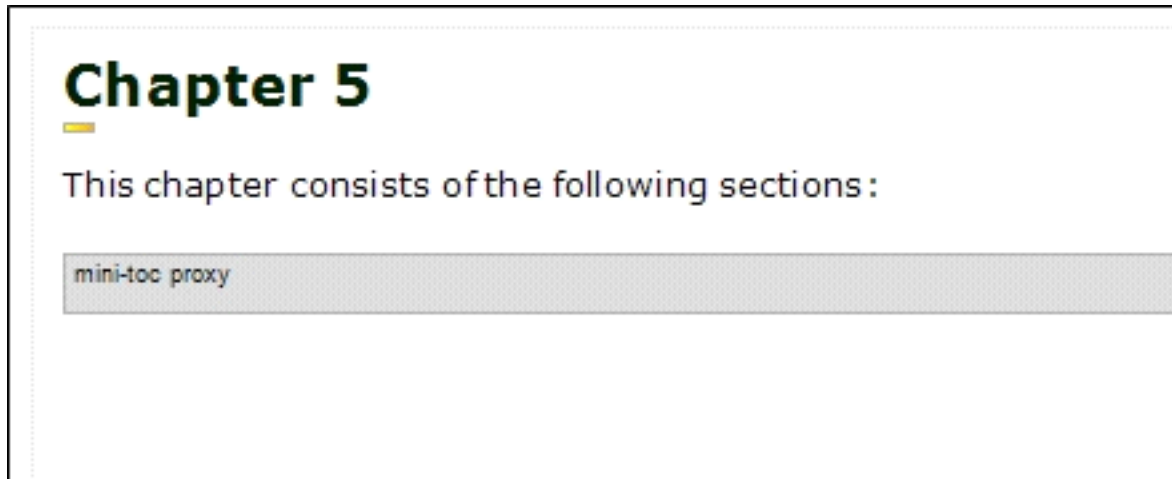 Chapter 5
This chapter consists of the following sections:
mini-toc proxy